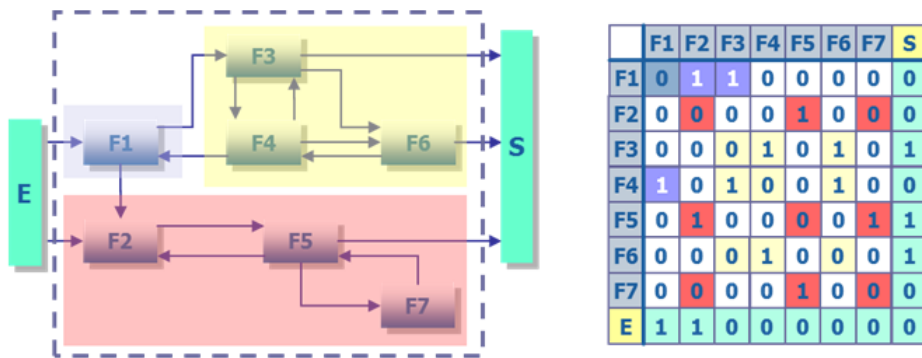 F3
F1
F4
F6
S
E
F2
F5
F7
F1 F2 F3 F4 F5 F6 F7 S
F1 0 1 1 0 0 0 0 0
F2 0 0 0 0 1 0 0 0
F3 0 0 0 1 0 1 0 1
F4 1 0 1 0 0 1 0 0
F5 0 1 0 0 0 0 1 1
F6 0 0 0 1 0 0 0 1
F7 0 0 0 0 1 0 0 0
E 1 1 0 0 0 0 0 0